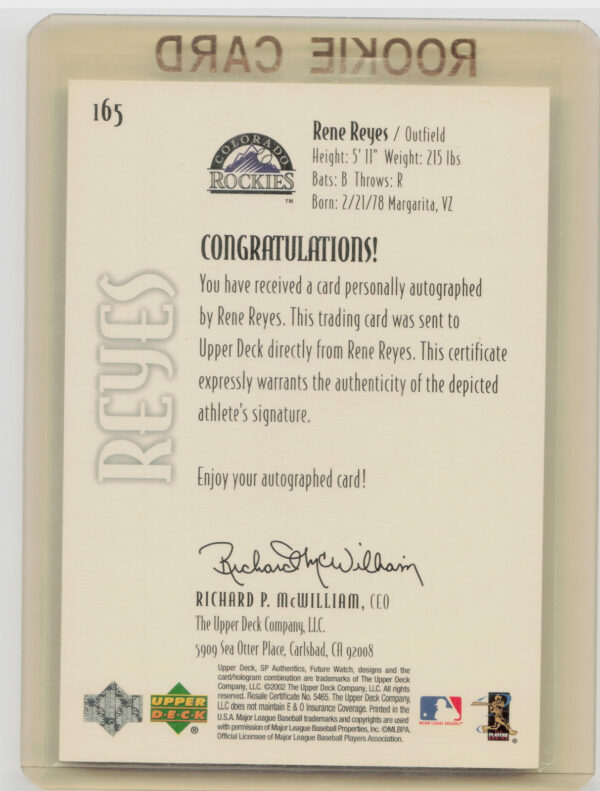 ROOKIE CARD
165
COLORADO
ROCKIES
TM
Rene Reyes / Outfield
Height: 5' 11" Weight: 215 lbs
Bats: B Throws: R
Born: 2/21/78 Margarita, VZ
REYES
CONGRATULATIONS!
You have received a card personally autographed
by Rene Reyes. This trading card was sent to
Upper Deck directly from Rene Reyes. This certificate
expressly warrants the authenticity of the depicted
athlete's signature.
Enjoy your autographed card!
Richard McWilliam
RICHARD P. McWILLIAM, CEO
The Upper Deck Company, LLC.
5909 Sea Otter Place, Carlsbad, CA 92008
Upper Deck, SP Authentics, Future Watch, designs and the
card/hologram combination are trademarks of The Upper Deck
Company, LLC. ©2002 The Upper Deck Company, LLC. All rights
reserved. Resale Certificate No. 5465. The Upper Deck Company,
LLC does not maintain E & O Insurance Coverage. Printed in the
U.S.A. Major League Baseball trademarks and copyrights are used
with permission of Major League Baseball Properties, Inc. ©MLBPA
Official Licensee of Major League Baseball Players Association.
UPPER
DECK
®
MAJOR LEAGUE BASEBALL
PLAYERS
®